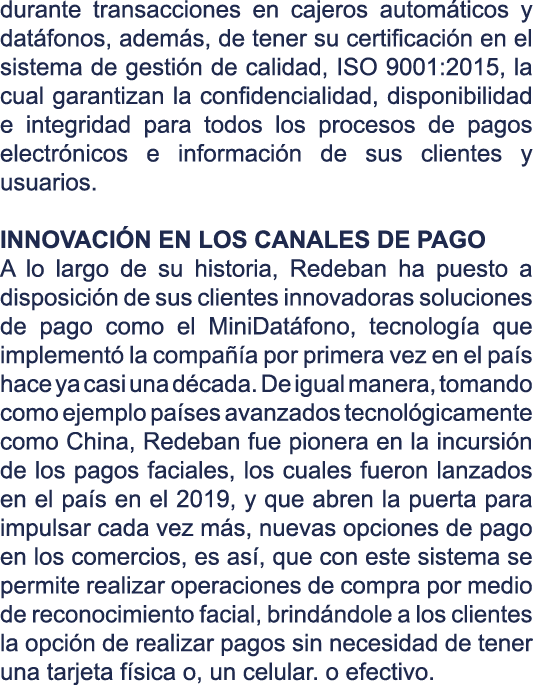 durante transacciones en cajeros automáticos y
datáfonos, además, de tener su certificación en el
sistema de gestión de calidad, ISO 9001:2015, la
cual garantizan la confidencialidad, disponibilidad
e integridad para todos los procesos de pagos
electrónicos e información de sus clientes y
usuarios.

INNOVACIÓN EN LOS CANALES DE PAGO
A lo largo de su historia, Redeban ha puesto a
disposición de sus clientes innovadoras soluciones
de pago como el MiniDatáfono, tecnología que
implementó la compañía por primera vez en el país
hace ya casi una década. De igual manera, tomando
como ejemplo países avanzados tecnológicamente
como China, Redeban fue pionera en la incursión
de los pagos faciales, los cuales fueron lanzados
en el país en el 2019, y que abren la puerta para
impulsar cada vez más, nuevas opciones de pago
en los comercios, es así, que con este sistema se
permite realizar operaciones de compra por medio
de reconocimiento facial, brindándole a los clientes
la opción de realizar pagos sin necesidad de tener
una tarjeta física o, un celular. o efectivo.